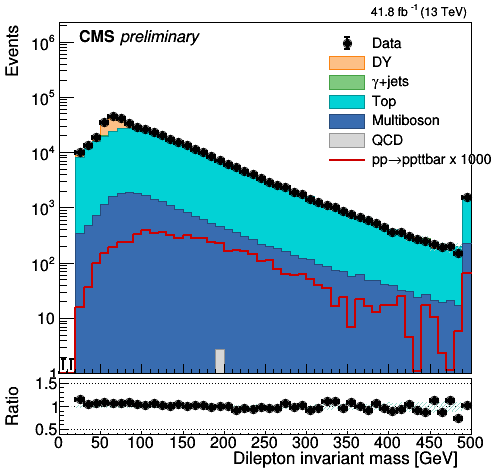 41.8 fb⁻¹ (13 TeV)
CMS preliminary
Events
10⁶
10⁵
10⁴
10³
10²
10
1
Data
DY
γ+jets
Top
Multiboson
QCD
pp→ppttbar x 1000
Ratio
1.5
1
0.5
0 50 100 150 200 250 300 350 400 450 500
Dilepton invariant mass [GeV]